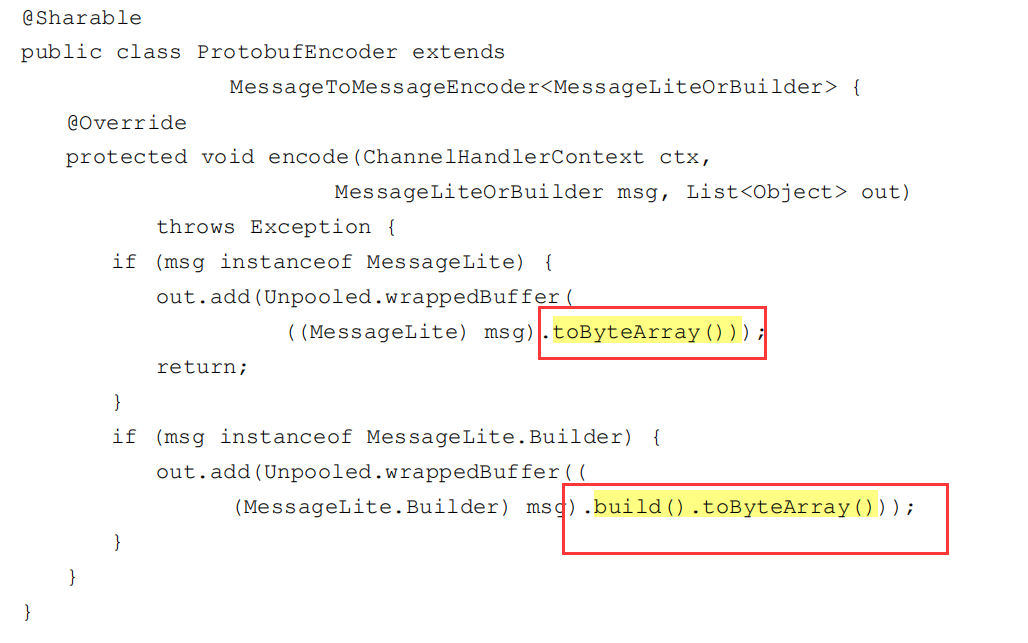 @Sharable
public class ProtobufEncoder extends
MessageToMessageEncoder<MessageLiteOrBuilder> {
@Override
protected void encode(ChannelHandlerContext ctx,
MessageLiteOrBuilder msg, List<Object> out)
throws Exception {
if (msg instanceof MessageLite) {
out.add(Unpooled.wrappedBuffer(
((MessageLite) msg).toByteArray()));
return;
}
if (msg instanceof MessageLite.Builder) {
out.add(Unpooled.wrappedBuffer((
(MessageLite.Builder) msg).build().toByteArray()));
}
}
}